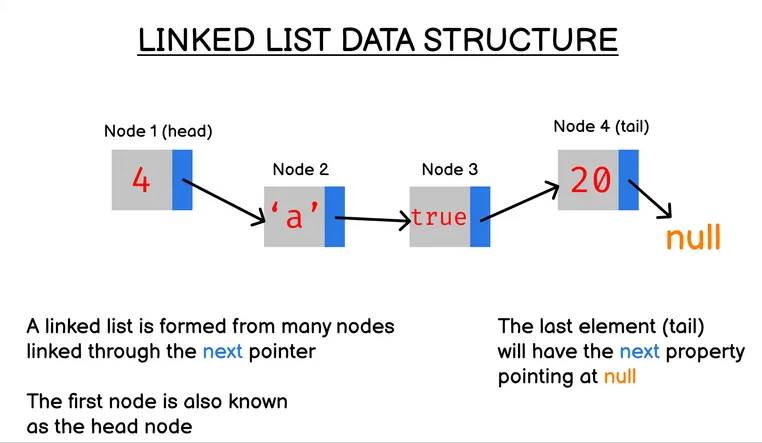 LINKED LIST DATA STRUCTURE
Node 1 (head)
Node 2
Node 3
Node 4 (tail)
4
‘a’
true
20
null
A linked list is formed from many nodes
linked through the next pointer
The first node is also known
as the head node
The last element (tail)
will have the next property
pointing at null